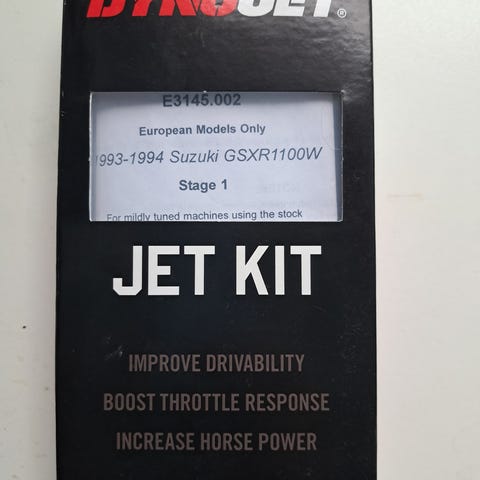 DYNOJET®
E3145.002
European Models Only
1993-1994 Suzuki GSXR1100W
Stage 1
For mildly tuned machines using the stock
JET KIT
IMPROVE DRIVABILITY
BOOST THROTTLE RESPONSE
INCREASE HORSE POWER